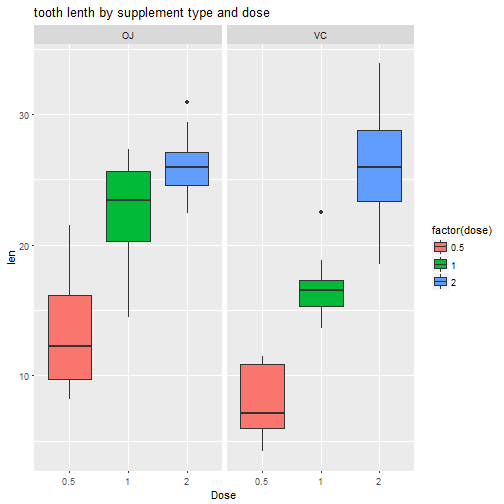 tooth lenth by supplement type and dose
OJ
VC
30
20
10
len
0.5
1
2
0.5
1
2
Dose
factor(dose)
0.5
1
2